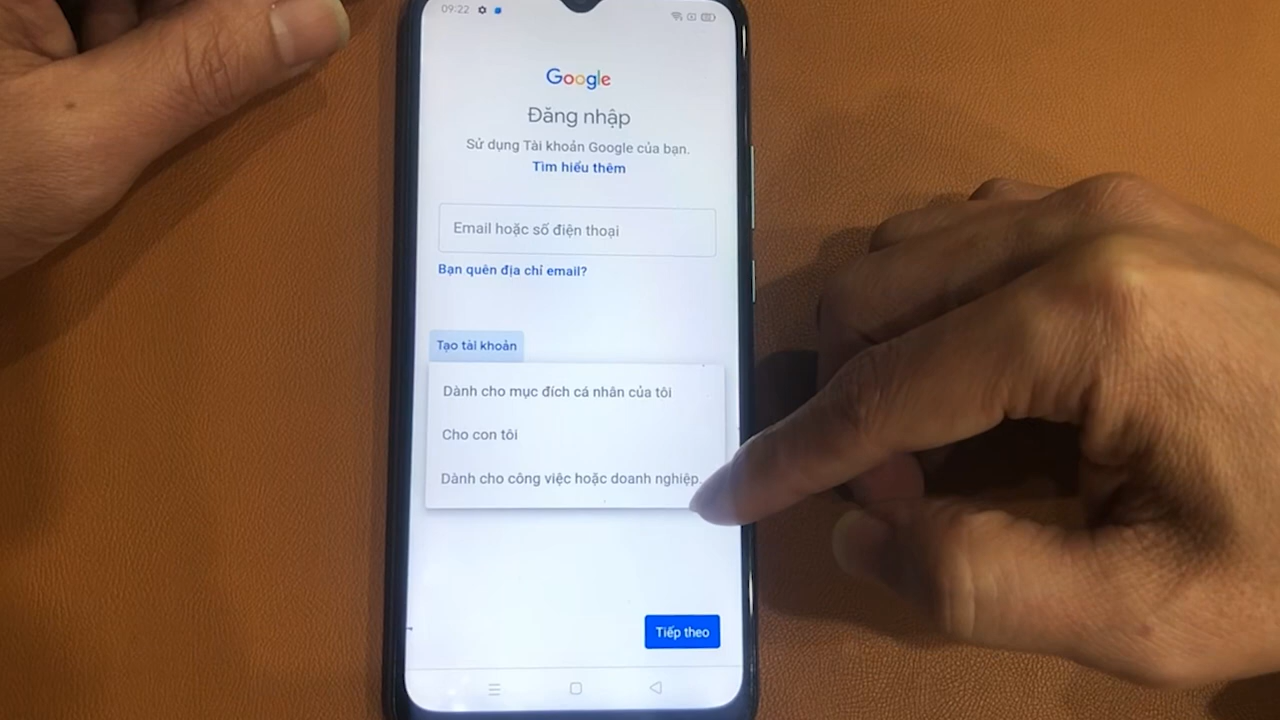 09:22
Google
Đăng nhập
Sử dụng Tài khoản Google của bạn.
Tìm hiểu thêm
Email hoặc số điện thoại
Bạn quên địa chỉ email?
Tạo tài khoản
Dành cho mục đích cá nhân của tôi
Cho con tôi
Dành cho công việc hoặc doanh nghiệp.
Tiếp theo